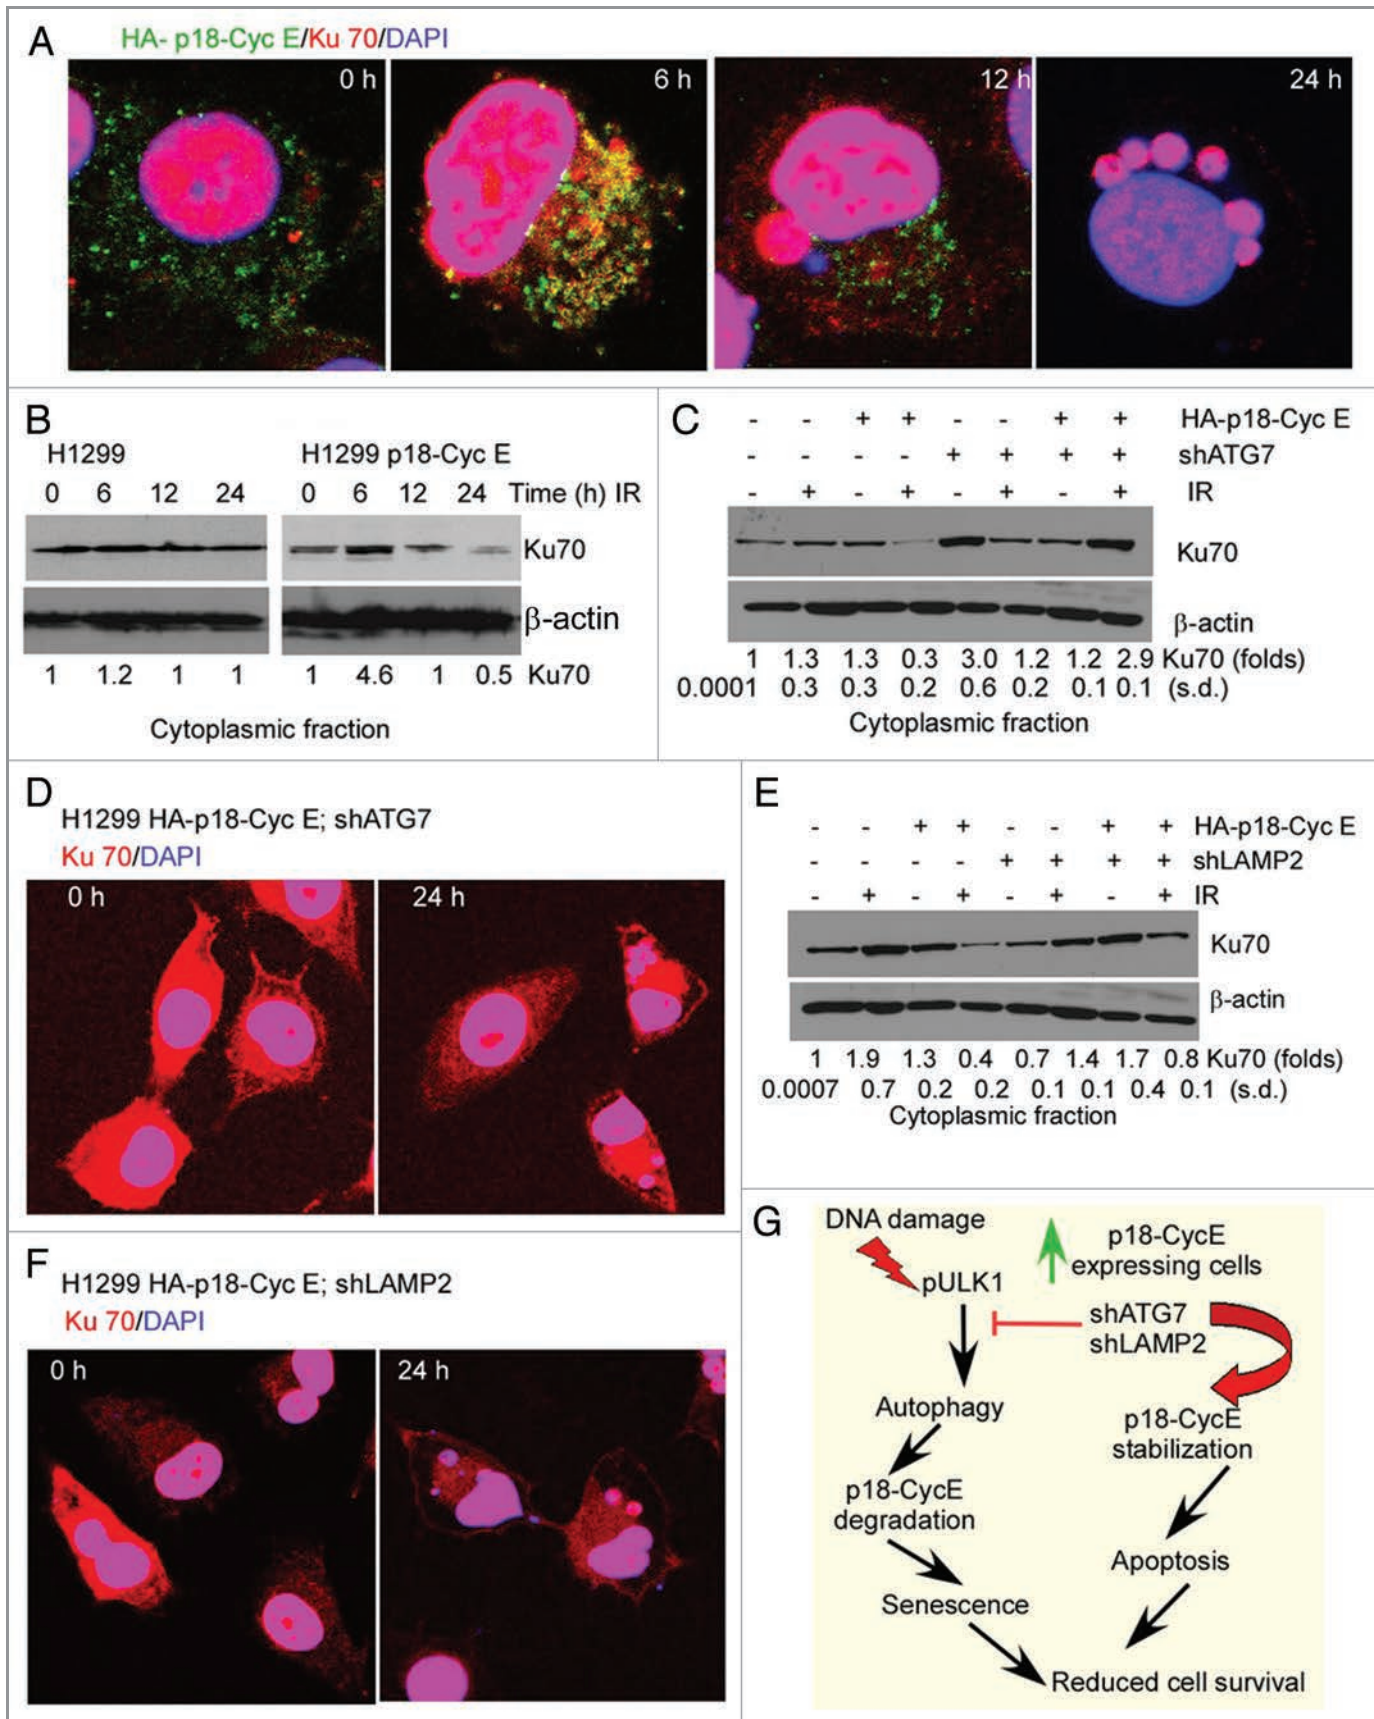 A
HA- p18-Cyc E/Ku 70/DAPI
0 h
6 h
12 h
24 h
B
H1299
H1299 p18-Cyc E
0 6 12 24 0 6 12 24 Time (h) IR
Ku70
β-actin
1 1.2 1 1 1 4.6 1 0.5 Ku70
Cytoplasmic fraction
C
- - + + - - + + HA-p18-Cyc E
- - - - + + + + shATG7
- + - + - + - + IR
Ku70
β-actin
1 1.3 1.3 0.3 3.0 1.2 1.2 2.9 Ku70 (folds)
0.0001 0.3 0.3 0.2 0.6 0.2 0.1 0.1 (s.d.)
Cytoplasmic fraction
D
H1299 HA-p18-Cyc E; shATG7
Ku 70/DAPI
0 h
24 h
E
- - + + - - + + HA-p18-Cyc E
- - - - + + + + shLAMP2
- + - + - + - + IR
Ku70
β-actin
1 1.9 1.3 0.4 0.7 1.4 1.7 0.8 Ku70 (folds)
0.0007 0.7 0.2 0.2 0.1 0.1 0.4 0.1 (s.d.)
Cytoplasmic fraction
F
H1299 HA-p18-Cyc E; shLAMP2
Ku 70/DAPI
0 h
24 h
G
DNA damage
pULK1
p18-CycE
expressing cells
shATG7
shLAMP2
Autophagy
p18-CycE
stabilization
p18-CycE
degradation
Apoptosis
Senescence
Reduced cell survival